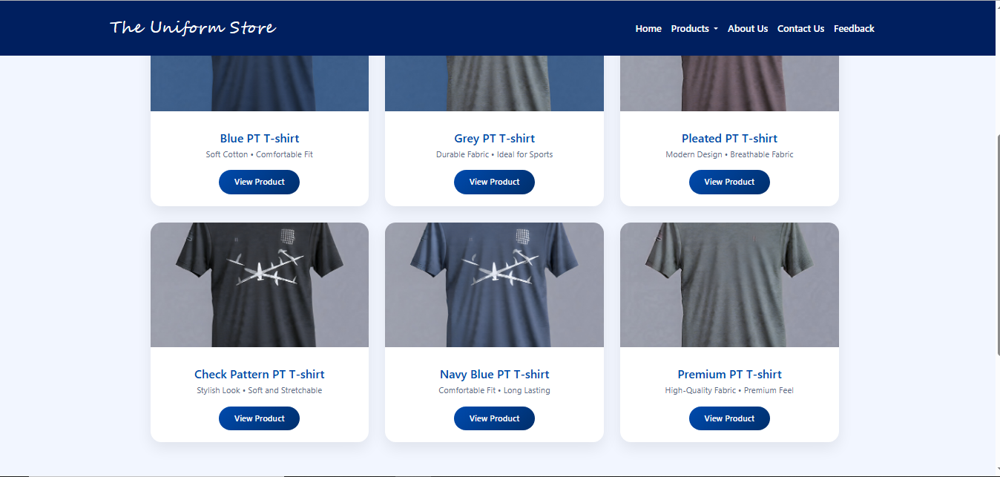 The Uniform Store
Home Products About Us Contact Us Feedback
Blue PT T-shirt
Soft Cotton • Comfortable Fit
View Product
Grey PT T-shirt
Durable Fabric • Ideal for Sports
View Product
Pleated PT T-shirt
Modern Design • Breathable Fabric
View Product
Check Pattern PT T-shirt
Stylish Look • Soft and Stretchable
View Product
Navy Blue PT T-shirt
Comfortable Fit • Long Lasting
View Product
Premium PT T-shirt
High-Quality Fabric • Premium Feel
View Product